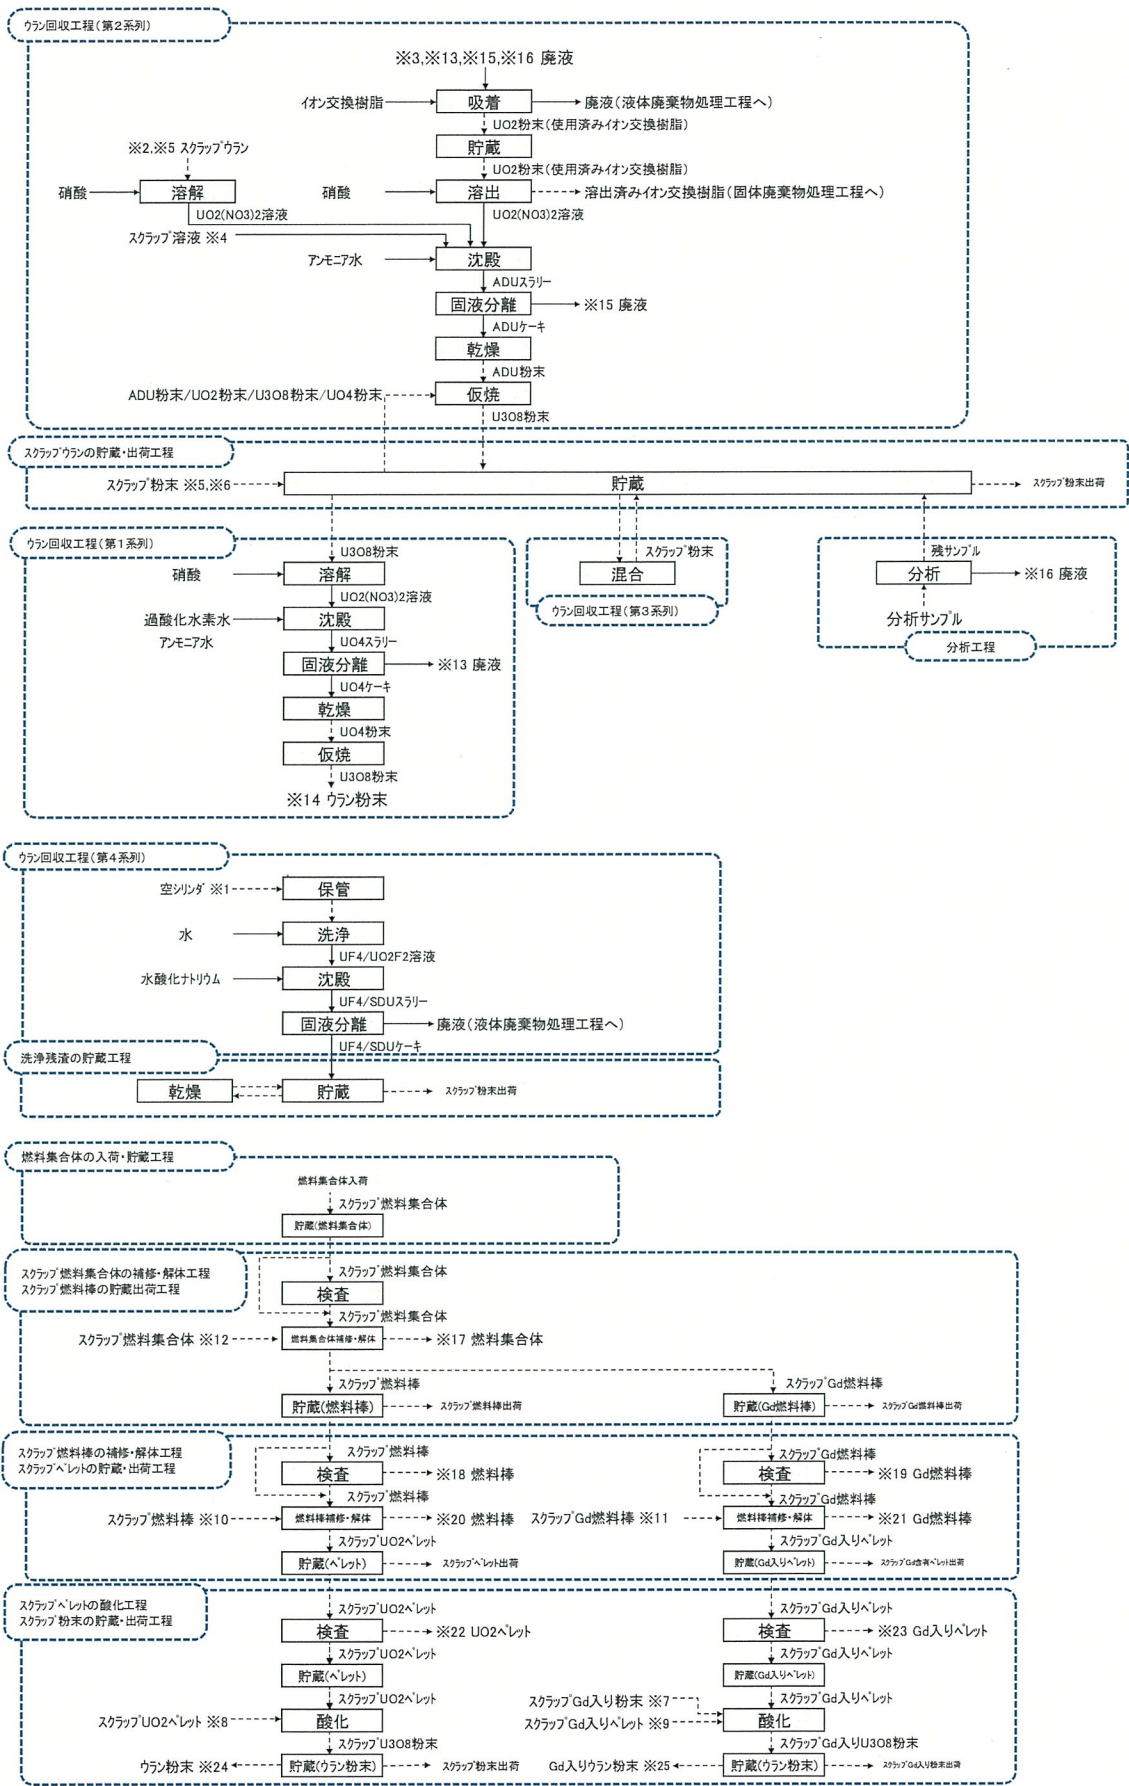 ウラン回収工程(第2系列)
※3,※13,※15,※16 廃液
イオン交換樹脂
吸着
廃液(液体廃棄物処理工程へ)
UO2粉末(使用済みイオン交換樹脂)
※2,※5 スクラップウラン
貯蔵
UO2粉末(使用済みイオン交換樹脂)
硝酸
溶解
硝酸
溶出
溶出済みイオン交換樹脂(固体廃棄物処理工程へ)
UO2(NO3)2溶液
UO2(NO3)2溶液
スクラップ溶液 ※4
アンモニア水
沈殿
ADUスラリー
固液分離
※15 廃液
ADUケーキ
乾燥
ADU粉末
ADU粉末/UO2粉末/U3O8粉末/UO4粉末
仮焼
U3O8粉末
スクラップウランの貯蔵・出荷工程
スクラップ粉末 ※5,※6
貯蔵
スクラップ粉末出荷
ウラン回収工程(第1系列)
U3O8粉末
硝酸
溶解
UO2(NO3)2溶液
過酸化水素水
沈殿
アンモニア水
UO4スラリー
固液分離
※13 廃液
UO4ケーキ
乾燥
UO4粉末
仮焼
U3O8粉末
※14 ウラン粉末
スクラップ粉末
混合
ウラン回収工程(第3系列)
残サンプル
分析
※16 廃液
分析サンプル
分析工程
ウラン回収工程(第4系列)
空シリンダ ※1
保管
水
洗浄
UF4/UO2F2溶液
水酸化ナトリウム
沈殿
UF4/SDUスラリー
固液分離
廃液(液体廃棄物処理工程へ)
UF4/SDUケーキ
洗浄残渣の貯蔵工程
乾燥
貯蔵
スクラップ粉末出荷
燃料集合体の入荷・貯蔵工程
燃料集合体入荷
スクラップ燃料集合体
貯蔵(燃料集合体)
スクラップ燃料集合体の補修・解体工程
スクラップ燃料棒の貯蔵出荷工程
スクラップ燃料集合体
検査
スクラップ燃料集合体
スクラップ燃料集合体 ※12
燃料集合体補修・解体
※17 燃料集合体
スクラップ燃料棒
スクラップGd燃料棒
貯蔵(燃料棒)
スクラップ燃料棒出荷
貯蔵(Gd燃料棒)
スクラップGd燃料棒出荷
スクラップ燃料棒の補修・解体工程
スクラップペレットの貯蔵・出荷工程
スクラップ燃料棒
スクラップGd燃料棒
検査
※18 燃料棒
検査
※19 Gd燃料棒
スクラップ燃料棒
スクラップGd燃料棒
スクラップ燃料棒 ※10
燃料棒補修・解体
※20 燃料棒
スクラップGd燃料棒 ※11
燃料棒補修・解体
※21 Gd燃料棒
スクラップUO2ペレット
スクラップGd入りペレット
貯蔵(ペレット)
スクラップペレット出荷
貯蔵(Gd入りペレット)
スクラップGd含有ペレット出荷
スクラップペレットの酸化工程
スクラップ粉末の貯蔵・出荷工程
スクラップUO2ペレット
スクラップGd入りペレット
検査
※22 UO2ペレット
検査
※23 Gd入りペレット
スクラップUO2ペレット
スクラップGd入りペレット
貯蔵(ペレット)
貯蔵(Gd入りペレット)
スクラップUO2ペレット
スクラップGd入りペレット
スクラップGd入り粉末 ※7
スクラップUO2ペレット ※8
酸化
スクラップGd入りペレット ※9
酸化
スクラップU3O8粉末
スクラップGd入りU3O8粉末
ウラン粉末 ※24
貯蔵(ウラン粉末)
スクラップ粉末出荷
Gd入りウラン粉末 ※25
貯蔵(ウラン粉末)
スクラップGd入り粉末出荷